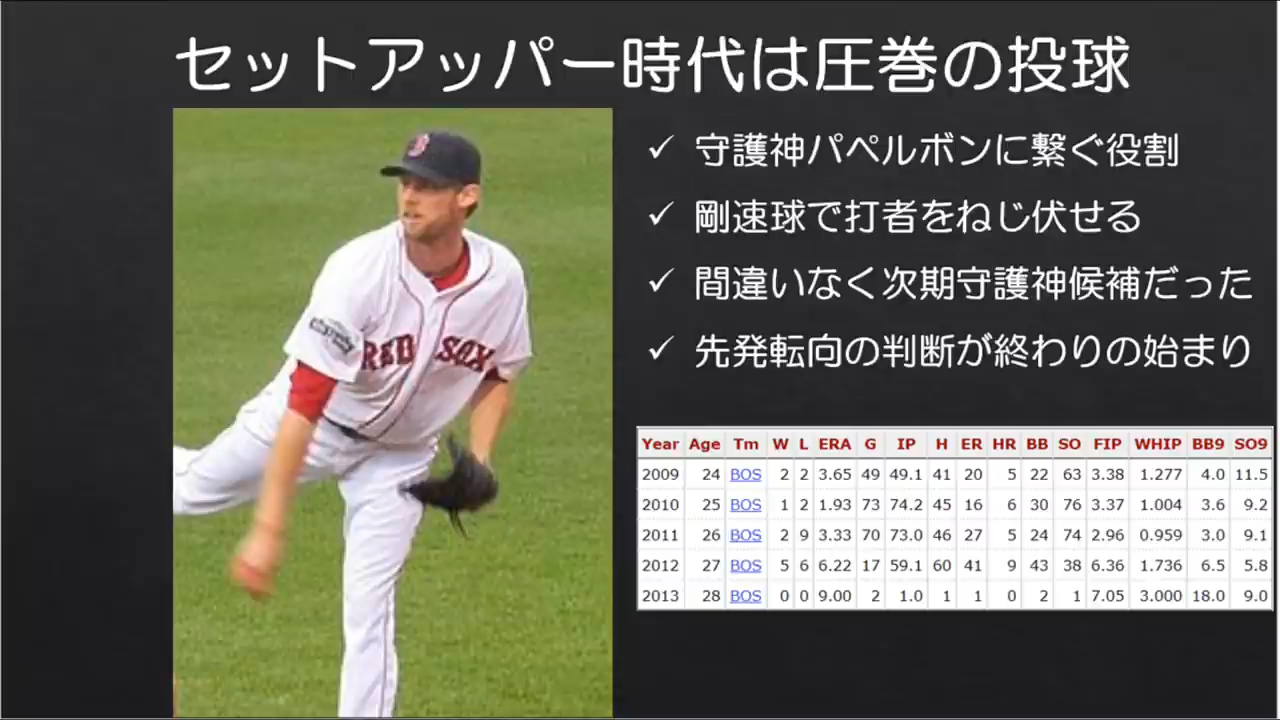 セットアッパー時代は圧巻の投球
✓ 守護神パペルボンに繋ぐ役割
✓ 剛速球で打者をねじ伏せる
✓ 間違いなく次期守護神候補だった
✓ 先発転向の判断が終わりの始まり
B
RED SOX
Year Age Tm W L ERA G IP H ER HR BB SO FIP WHIP BB9 SO9
2009 24 BOS 2 2 3.65 49 49.1 41 20 5 22 63 3.38 1.277 4.0 11.5
2010 25 BOS 1 2 1.93 73 74.2 45 16 6 30 76 3.37 1.004 3.6 9.2
2011 26 BOS 2 9 3.33 70 73.0 46 27 5 24 74 2.96 0.959 3.0 9.1
2012 27 BOS 5 6 6.22 17 59.1 60 41 9 43 38 6.36 1.736 6.5 5.8
2013 28 BOS 0 0 9.00 2 1.0 1 1 0 2 1 7.05 3.000 18.0 9.0